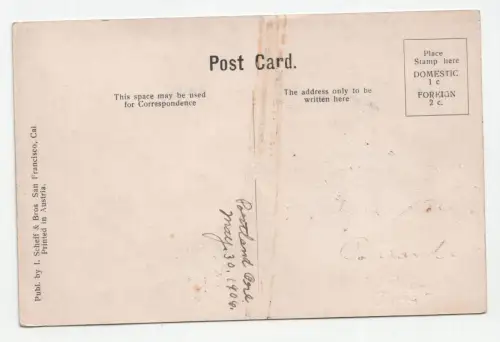 Post Card.
Place
Stamp here
DOMESTIC
1 c
FOREIGN
2 c.
This space may be used
for Correspondence
The address only to be
written here
Publ. by I. Scheff & Bros. San Francisco, Cal
Printed in Austria.
Portland Ore.
May. 30. 1904.